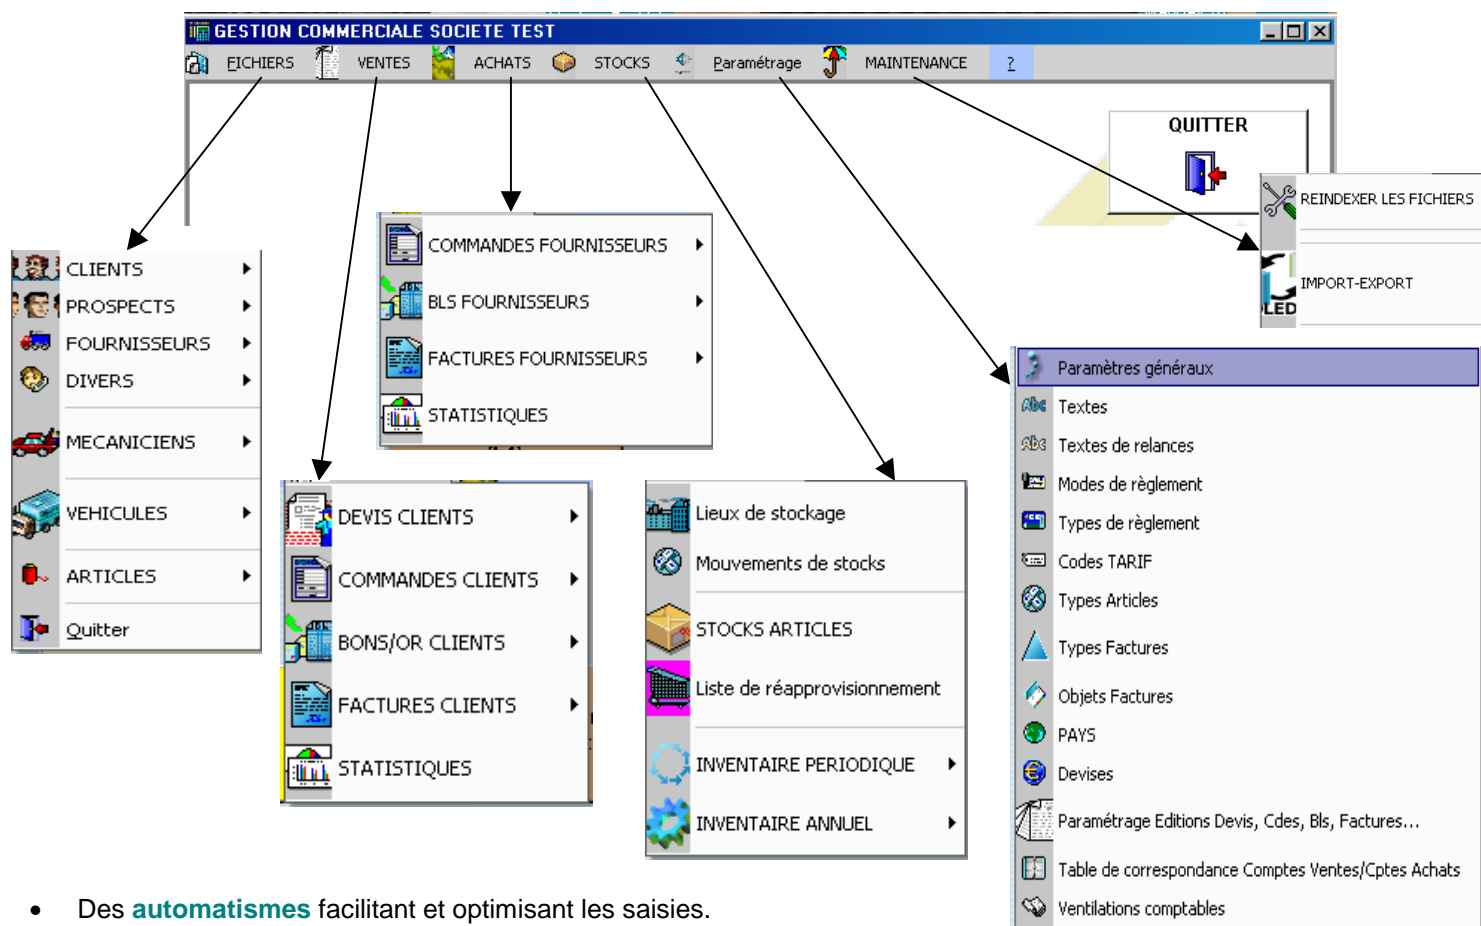 GESTION COMMERCIALE SOCIETE TEST
FICHIERS VENTES ACHATS STOCKS Paramétrage MAINTENANCE ?
QUITTER
REINDEXER LES FICHIERS
IMPORT-EXPORT
CLIENTS
PROSPECTS
FOURNISSEURS
DIVERS
MECANICIENS
VEHICULES
ARTICLES
Quitter
COMMANDES FOURNISSEURS
BLS FOURNISSEURS
FACTURES FOURNISSEURS
STATISTIQUES
DEVIS CLIENTS
COMMANDES CLIENTS
BONS/OR CLIENTS
FACTURES CLIENTS
STATISTIQUES
Lieux de stockage
Mouvements de stocks
STOCKS ARTICLES
Liste de réapprovisionnement
INVENTAIRE PERIODIQUE
INVENTAIRE ANNUEL
Paramètres généraux
Abc Textes
Abc Textes de relances
Modes de règlement
Types de règlement
Codes TARIF
Types Articles
Types Factures
Objets Factures
PAYS
Devises
Paramétrage Editions Devis, Cdes, Bls, Factures...
Table de correspondance Comptes Ventes/Cptes Achats
Ventilations comptables
• Des automatismes facilitant et optimisant les saisies.